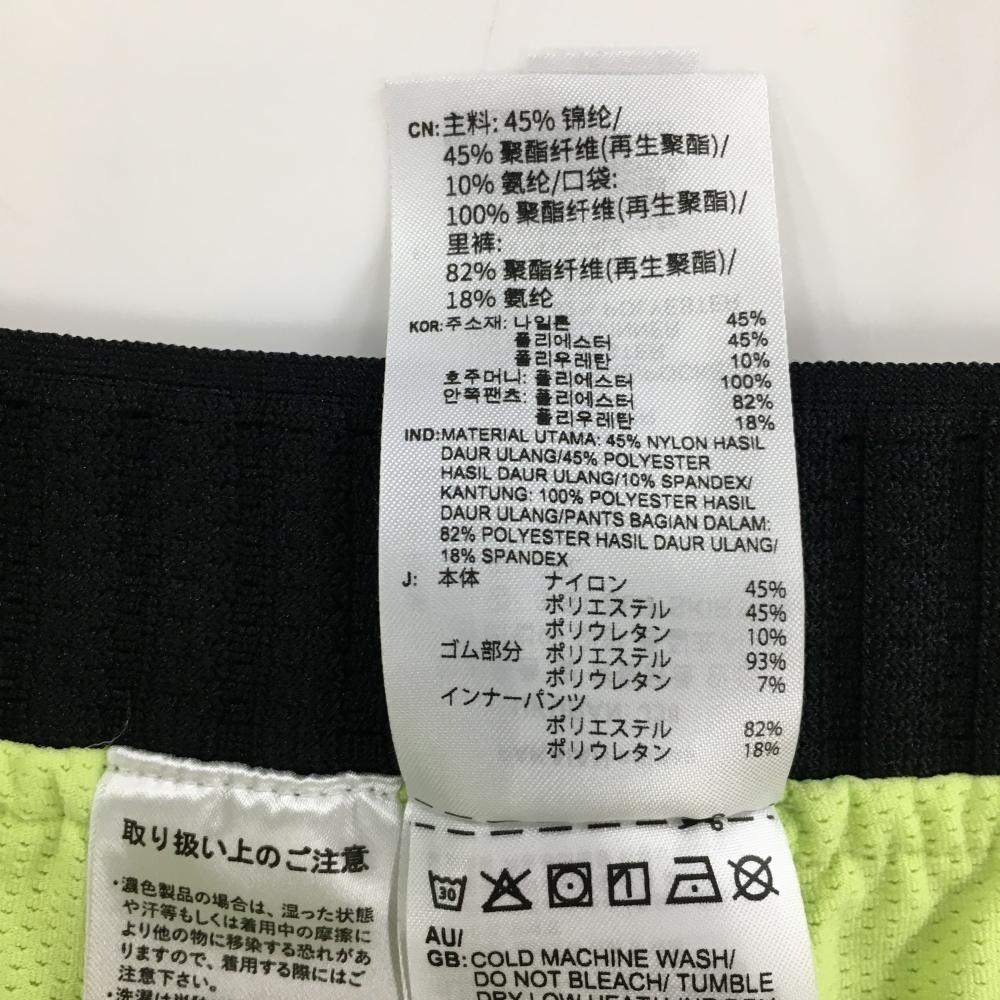 CN: 主料: 45% 锦纶/
45% 聚酯纤维(再生聚酯)/
10% 氨纶/口袋:
100% 聚酯纤维(再生聚酯)/
里裤:
82% 聚酯纤维(再生聚酯)/
18% 氨纶
KOR: 주소재: 나일론 45%
폴리에스터 45%
폴리우레탄 10%
호주머니: 폴리에스터 100%
안쪽팬츠: 폴리에스터 82%
폴리우레탄 18%
IND: MATERIAL UTAMA: 45% NYLON HASIL
DAUR ULANG/45% POLYESTER
HASIL DAUR ULANG/10% SPANDEX/
KANTUNG: 100% POLYESTER HASIL
DAUR ULANG/PANTS BAGIAN DALAM:
82% POLYESTER HASIL DAUR ULANG/
18% SPANDEX
J: 本体 ナイロン 45%
ポリエステル 45%
ポリウレタン 10%
ゴム部分 ポリエステル 93%
ポリウレタン 7%
インナーパンツ
ポリエステル 82%
ポリウレタン 18%
取り扱い上のご注意
・濃色製品の場合は、湿った状態
や汗等もしくは着用中の摩擦に
より他の物に移染する恐れがあ
りますので、着用する際にはご
注意下さい。
30
AU/
GB: COLD MACHINE WASH/
DO NOT BLEACH/ TUMBLE